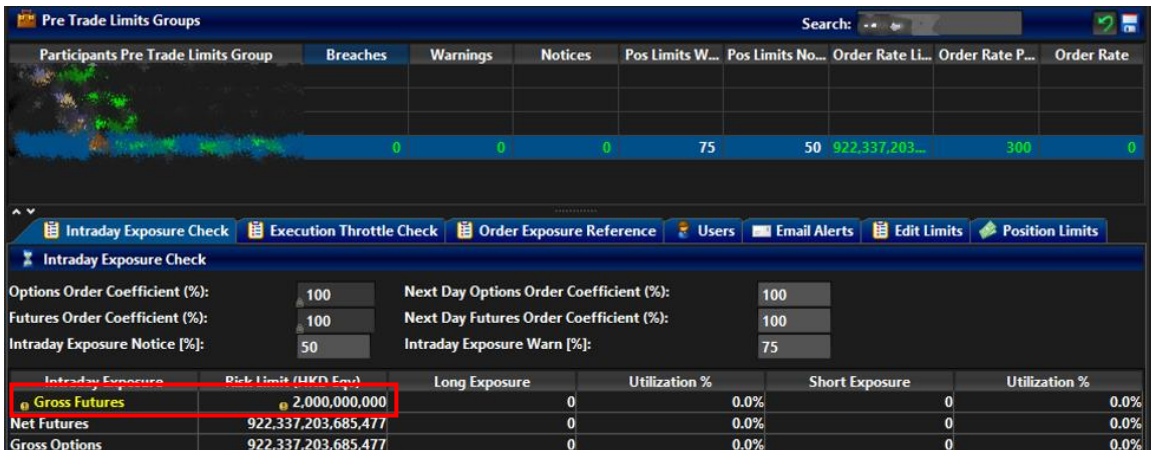 Pre Trade Limits Groups Search:
Participants Pre Trade Limits Group Breaches Warnings Notices Pos Limits W... Pos Limits No... Order Rate Li... Order Rate P... Order Rate
0 0 0 75 50 922,337,203... 300 0
Intraday Exposure Check Execution Throttle Check Order Exposure Reference Users Email Alerts Edit Limits Position Limits
Intraday Exposure Check
Options Order Coefficient (%): 100 Next Day Options Order Coefficient (%): 100
Futures Order Coefficient (%): 100 Next Day Futures Order Coefficient (%): 100
Intraday Exposure Notice [%]: 50 Intraday Exposure Warn [%]: 75
Intraday Exposure Risk Limit (HKD Eqv) Long Exposure Utilization % Short Exposure Utilization %
Gross Futures 2,000,000,000 0 0.0% 0 0.0%
Net Futures 922,337,203,685,477 0 0.0% 0 0.0%
Gross Options 922,337,203,685,477 0 0.0% 0 0.0%